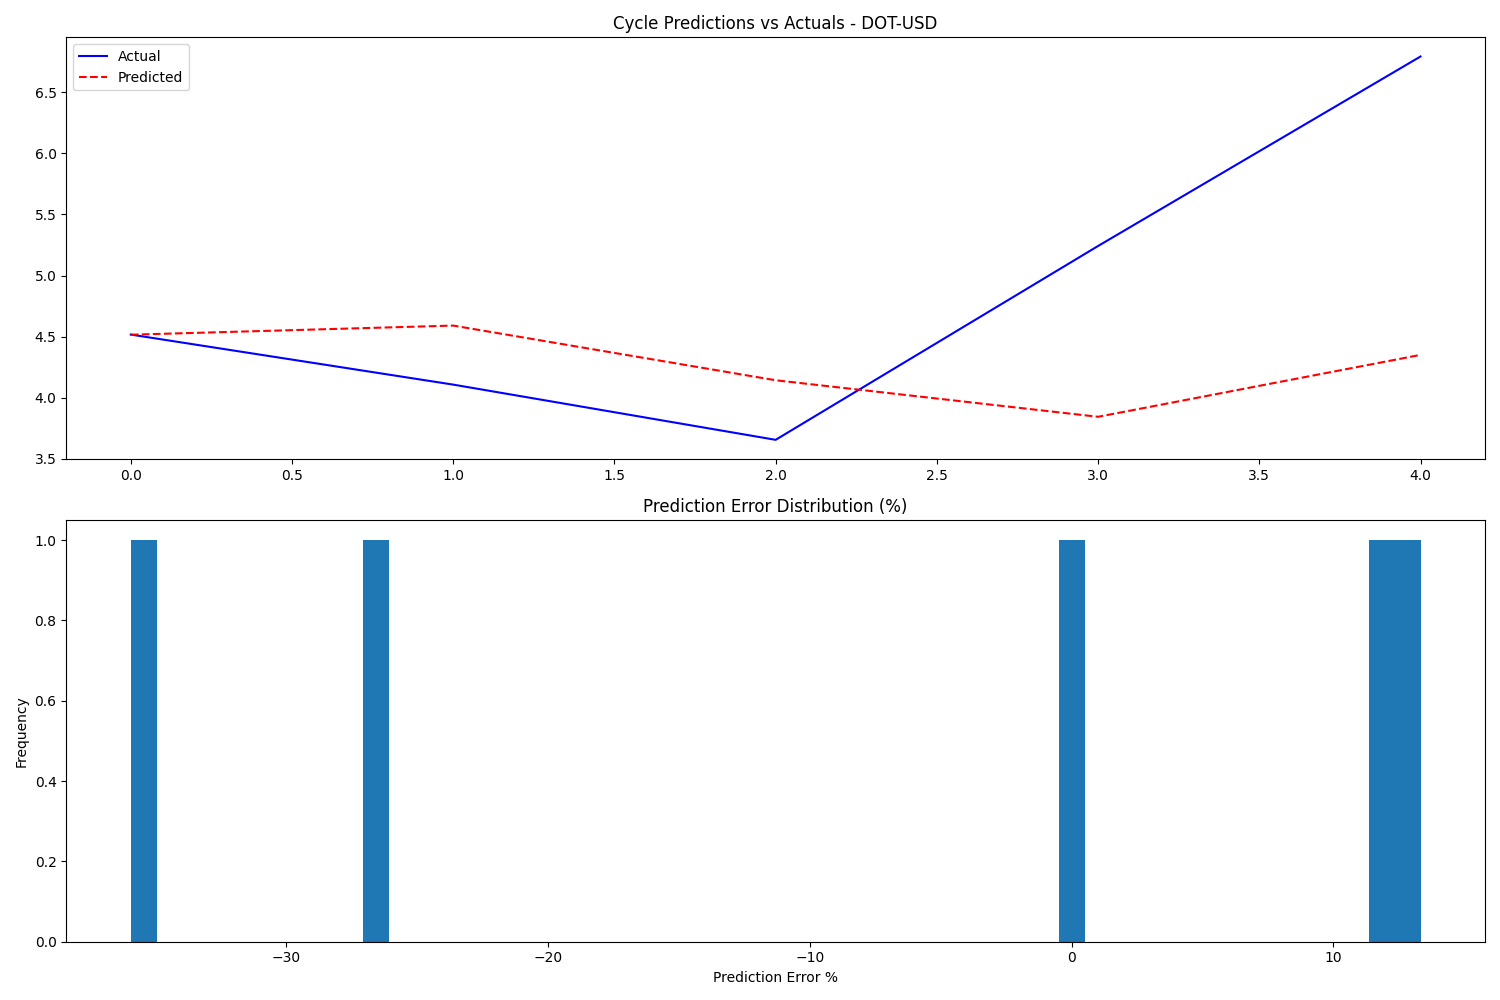 Cycle Predictions vs Actuals - DOT-USD
Actual
Predicted
6.5
6.0
5.5
5.0
4.5
4.0
3.5
0.0 0.5 1.0 1.5 2.0 2.5 3.0 3.5 4.0
Prediction Error Distribution (%)
Frequency
1.0
0.8
0.6
0.4
0.2
0.0
−30 −20 −10 0 10
Prediction Error %